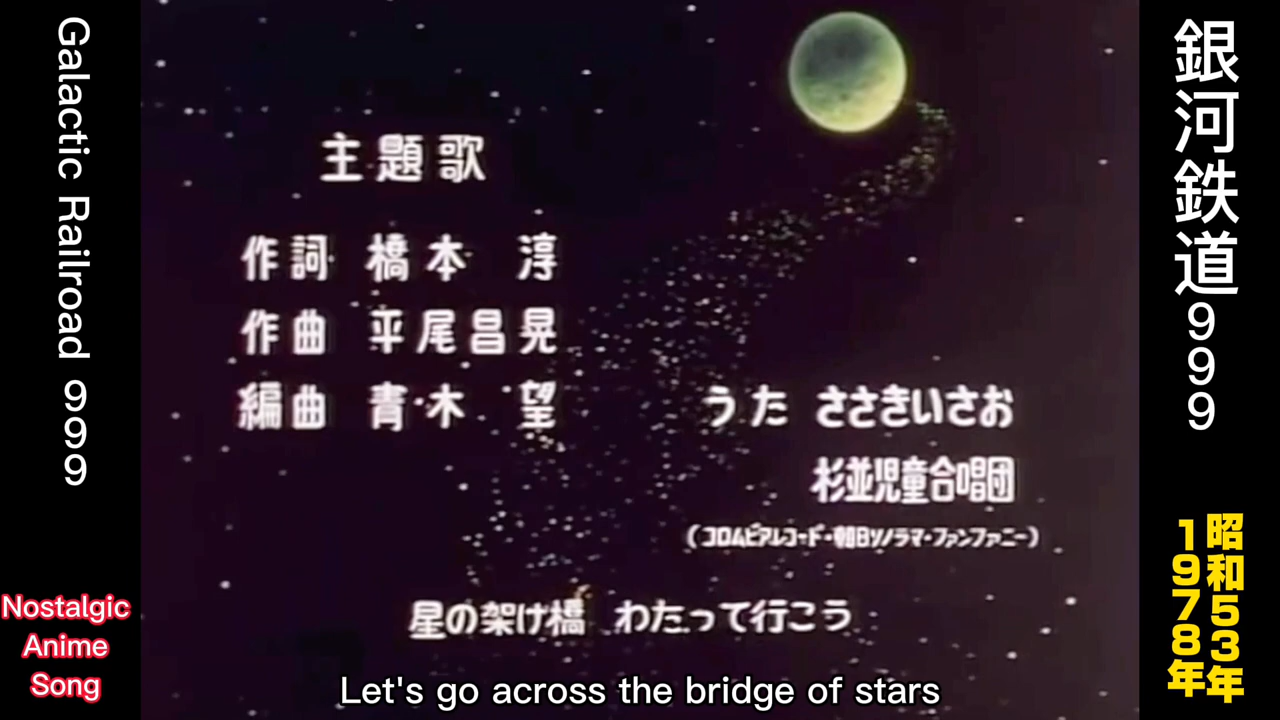 Galactic Railroad 999
Nostalgic
Anime
Song
主題歌
作詞 橋本 淳
作曲 平尾昌晃
編曲 青木 望
うた ささきいさお
杉並児童合唱団
(コロムビアレコード・朝日ソノラマ・ファンファニー)
星の架け橋 わたって行こう
Let's go across the bridge of stars
銀河鉄道999
昭和53年
1978年